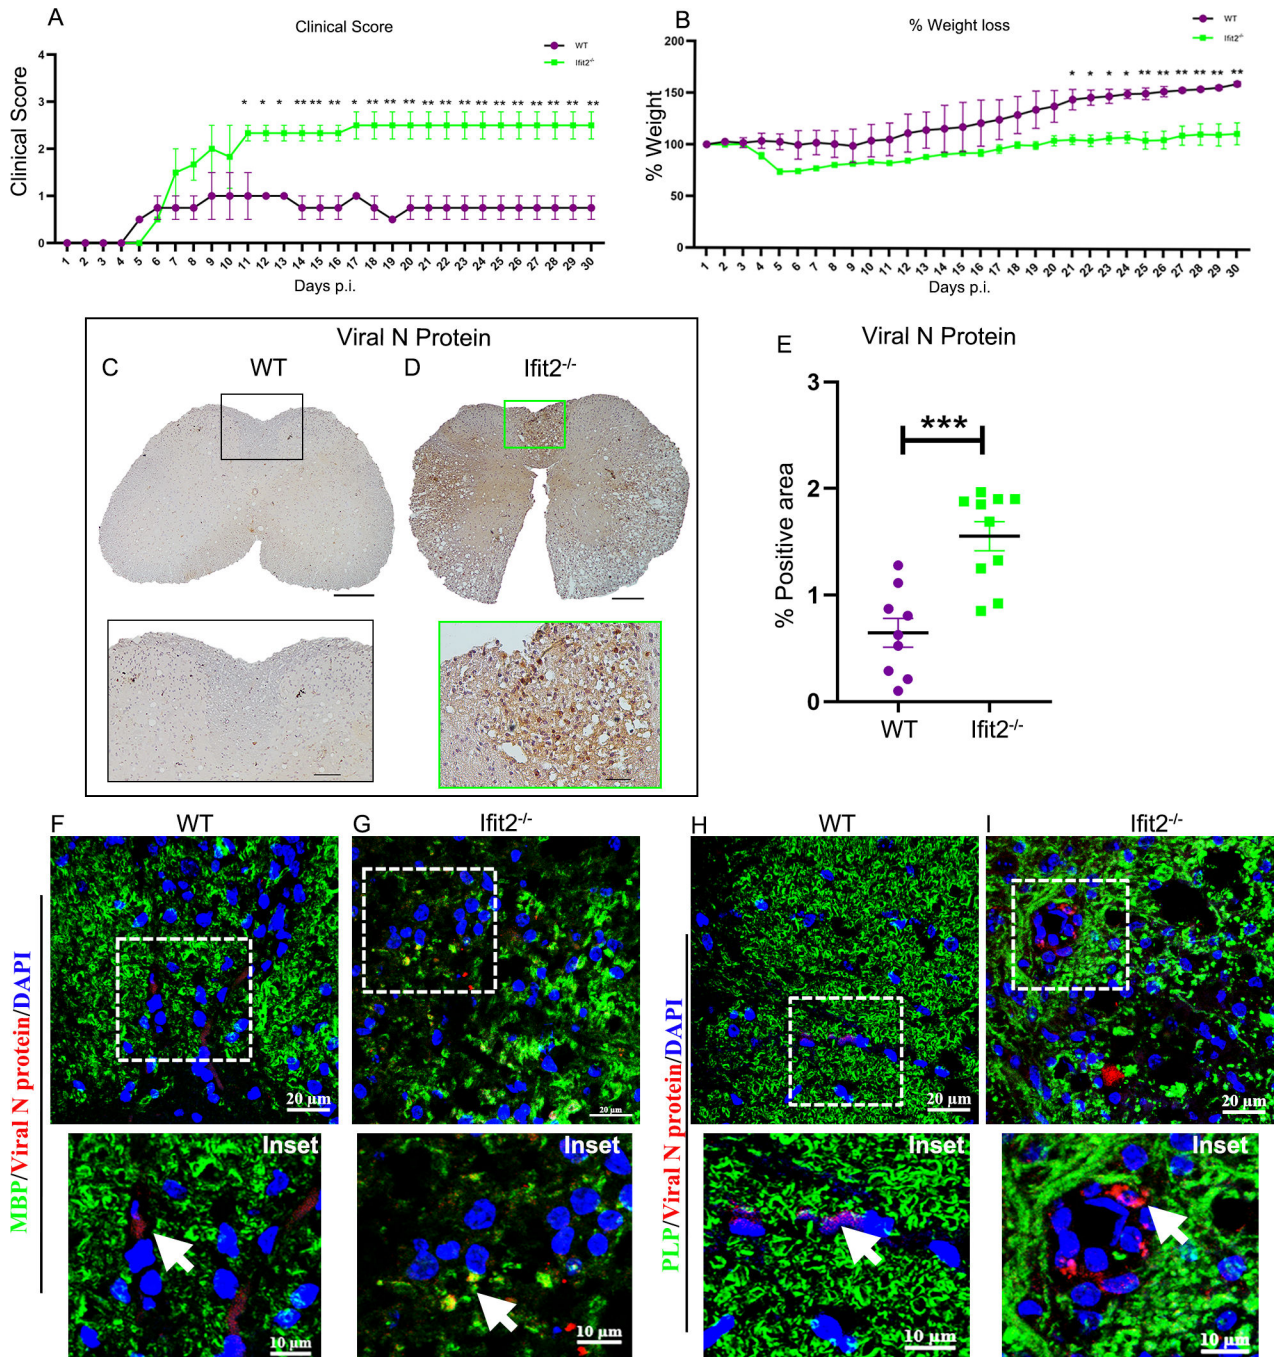 A
Clinical Score
WT
Ifit2-/-
Clinical Score
4
3
2
1
0
* * * ** ** ** * ** ** ** ** ** ** ** ** ** ** ** ** **
1 2 3 4 5 6 7 8 9 10 11 12 13 14 15 16 17 18 19 20 21 22 23 24 25 26 27 28 29 30
Days p.i.
B
% Weight loss
WT
Ifit2-/-
% Weight
200
150
100
50
0
* * * * ** ** ** ** ** **
1 2 3 4 5 6 7 8 9 10 11 12 13 14 15 16 17 18 19 20 21 22 23 24 25 26 27 28 29 30
Days p.i.
Viral N Protein
C WT
D Ifit2-/-
E Viral N Protein
% Positive area
3
2
1
0
***
WT Ifit2-/-
F WT
G Ifit2-/-
H WT
I Ifit2-/-
MBP/Viral N protein/DAPI
20 µm
20 µm
Inset
10 µm
Inset
10 µm
PLP/Viral N protein/DAPI
20 µm
20 µm
Inset
10 µm
Inset
10 µm